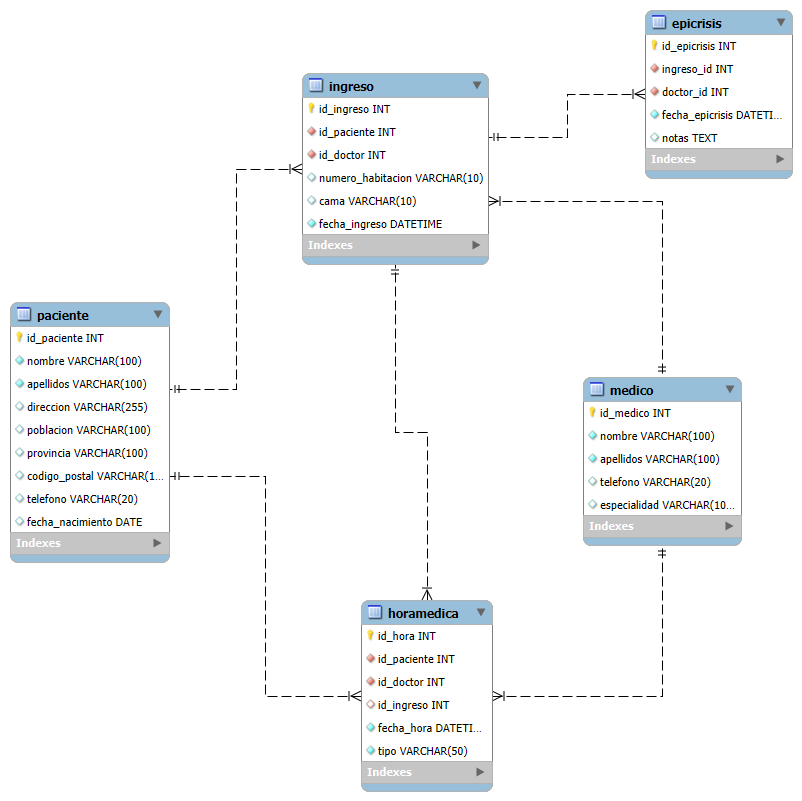 epicrisis
id_epicrisis INT
ingreso_id INT
doctor_id INT
fecha_epicrisis DATETI...
notas TEXT
Indexes
ingreso
id_ingreso INT
id_paciente INT
id_doctor INT
numero_habitacion VARCHAR(10)
cama VARCHAR(10)
fecha_ingreso DATETIME
Indexes
paciente
id_paciente INT
nombre VARCHAR(100)
apellidos VARCHAR(100)
direccion VARCHAR(255)
poblacion VARCHAR(100)
provincia VARCHAR(100)
codigo_postal VARCHAR(1...
telefono VARCHAR(20)
fecha_nacimiento DATE
Indexes
medico
id_medico INT
nombre VARCHAR(100)
apellidos VARCHAR(100)
telefono VARCHAR(20)
especialidad VARCHAR(10...
Indexes
horamedica
id_hora INT
id_paciente INT
id_doctor INT
id_ingreso INT
fecha_hora DATETI...
tipo VARCHAR(50)
Indexes